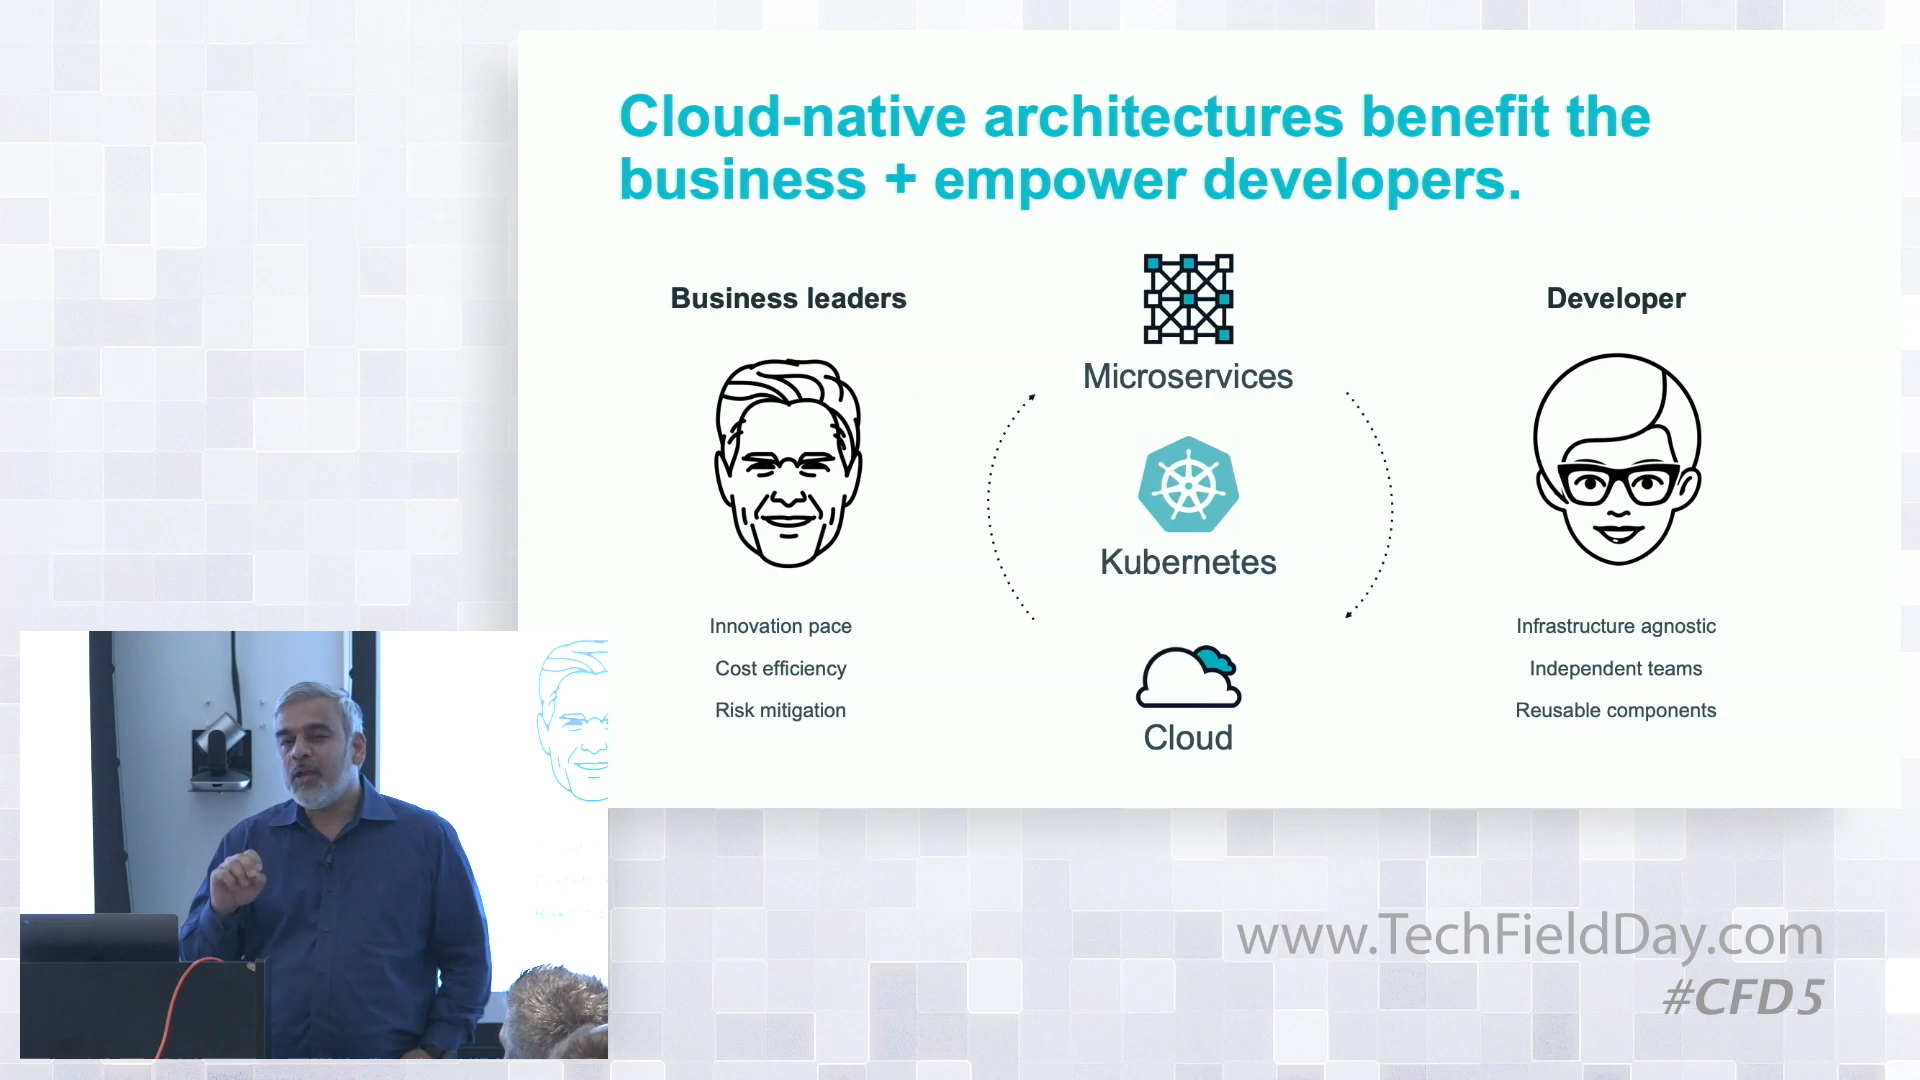 Cloud-native architectures benefit the
business + empower developers.
Business leaders
Innovation pace
Cost efficiency
Risk mitigation
Microservices
Kubernetes
Cloud
Developer
Infrastructure agnostic
Independent teams
Reusable components
www.TechFieldDay.com
#CFD5